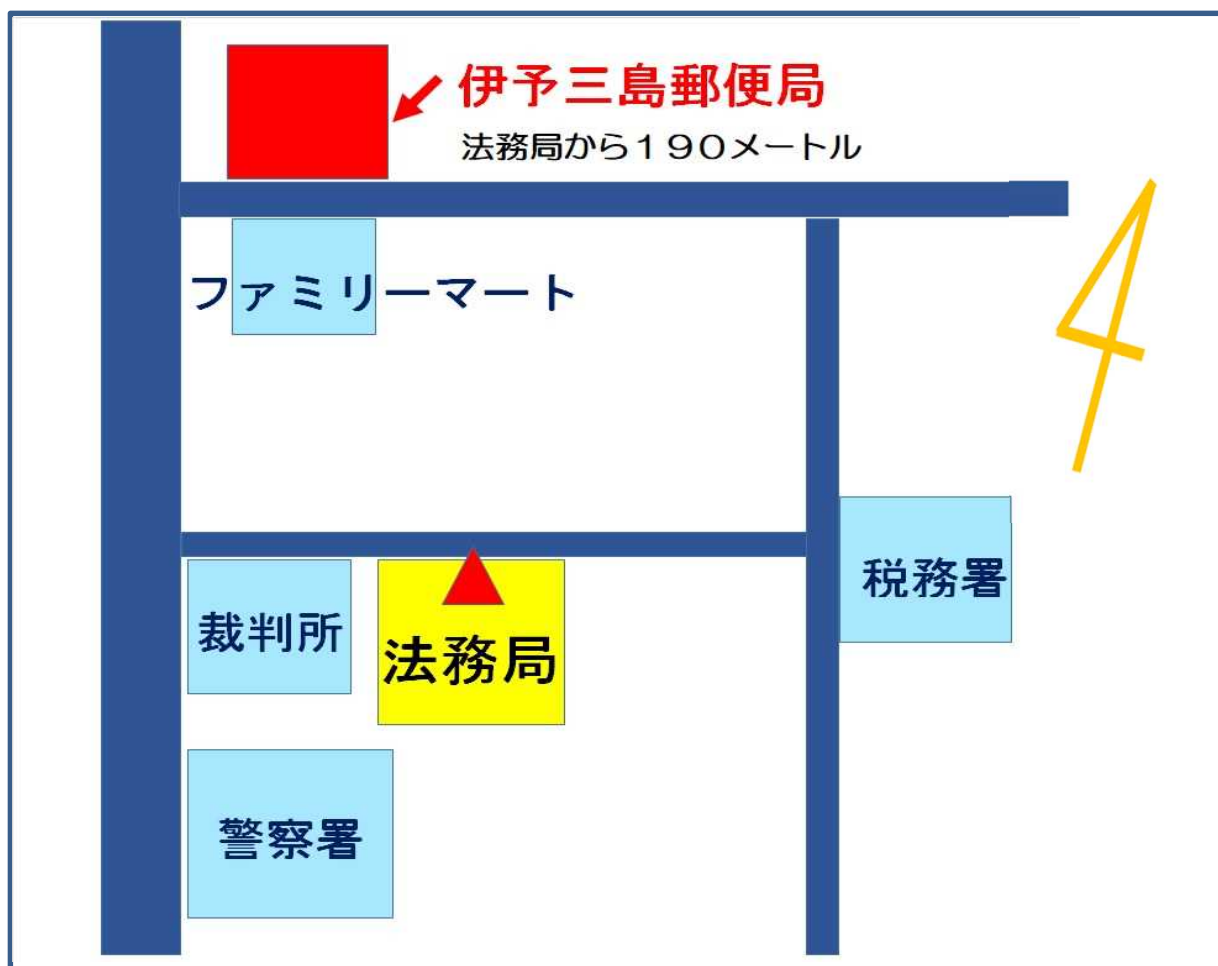 伊予三島郵便局
法務局から１９０メートル
ファミリーマート
税務署
裁判所
法務局
警察署